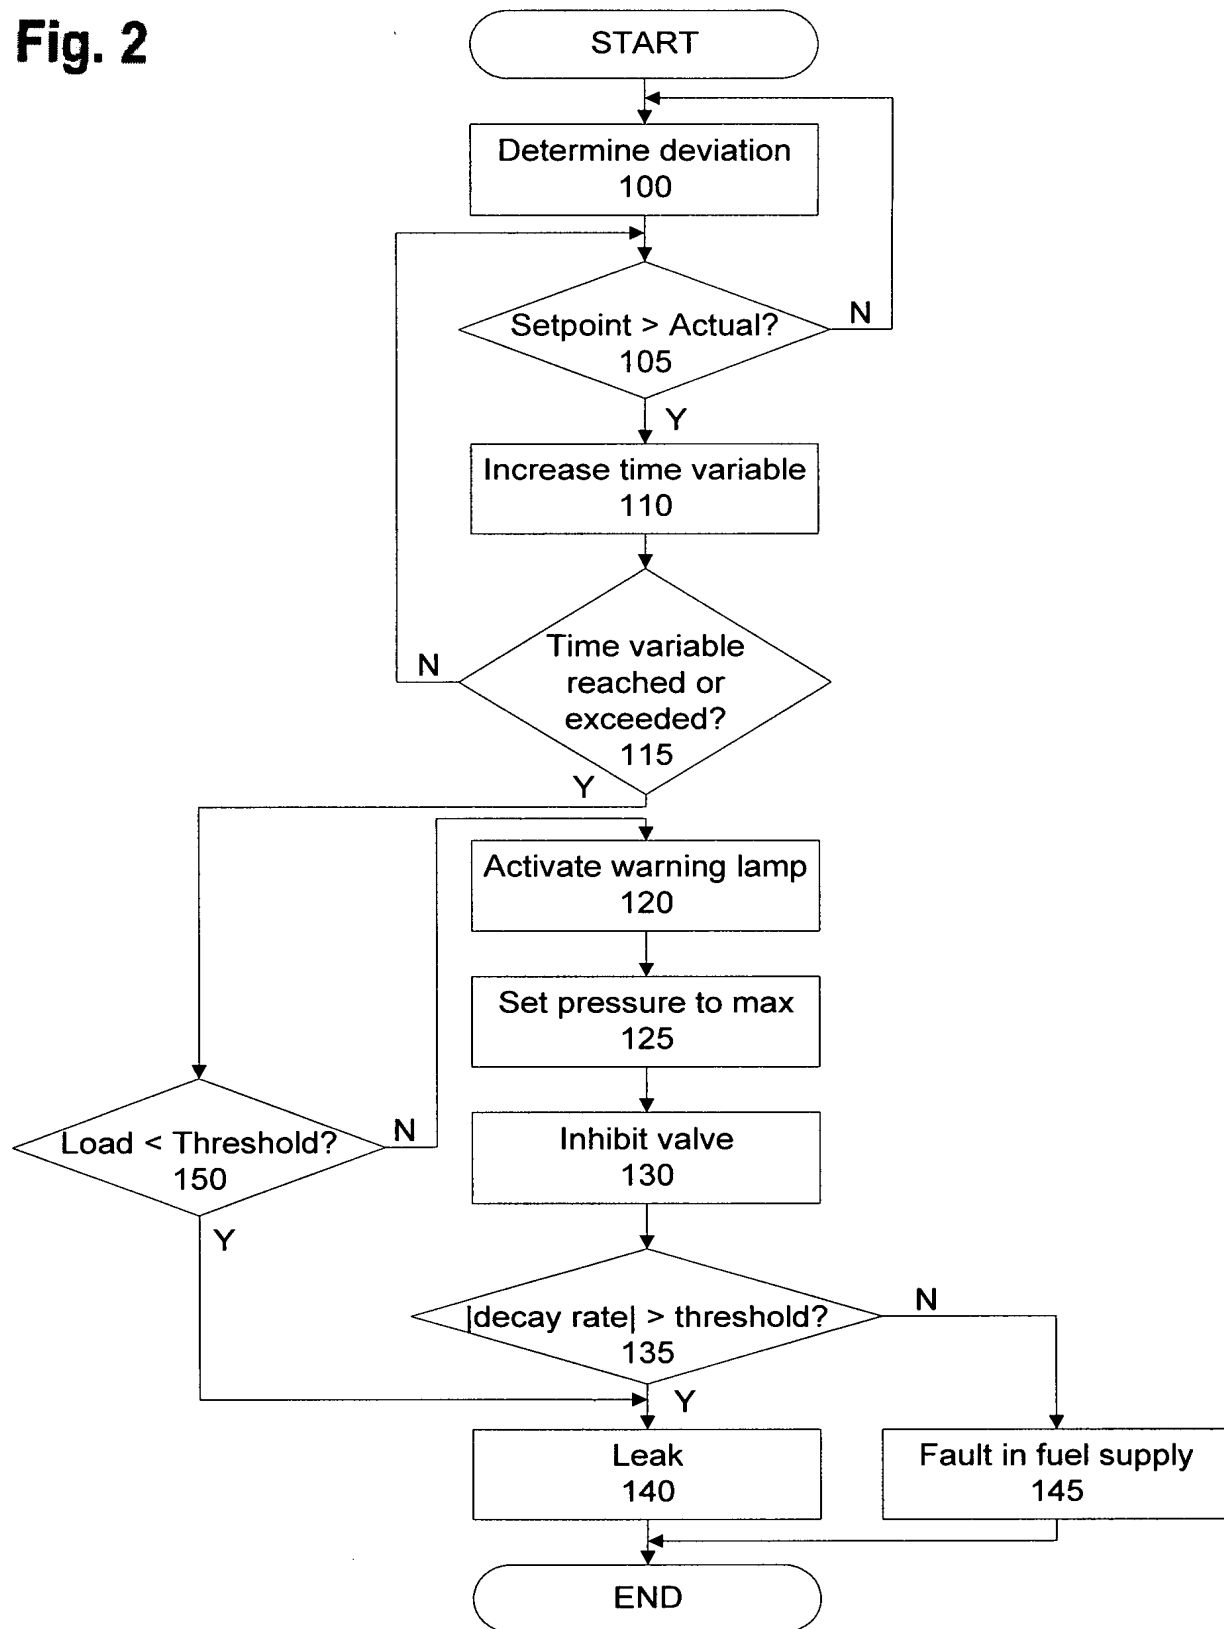 Fig. 2
START
Determine deviation
100
Setpoint > Actual?
105
N
Y
Increase time variable
110
Time variable
reached or
exceeded?
115
N
Y
Activate warning lamp
120
Set pressure to max
125
Load < Threshold?
150
N
Y
Inhibit valve
130
|decay rate| > threshold?
135
N
Y
Leak
140
Fault in fuel supply
145
END